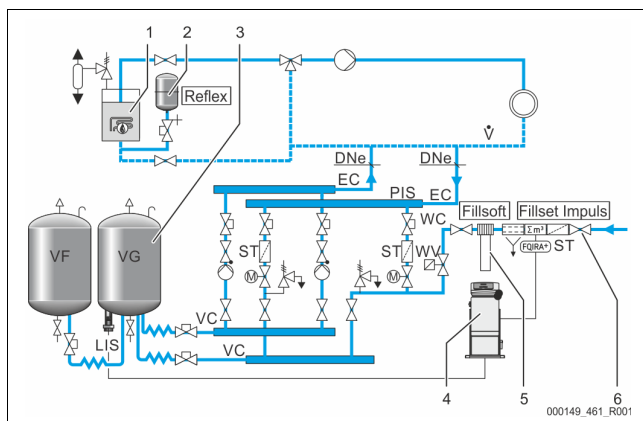 1 2 3
Reflex
V̇
DNe DNe
EC PIS EC
WC Fillsoft Fillset Impuls
Σm³
FQIRA+ ST
ST ST WV
M M
VF VG
VC
LIS VC
4 5 6
000149_461_R001